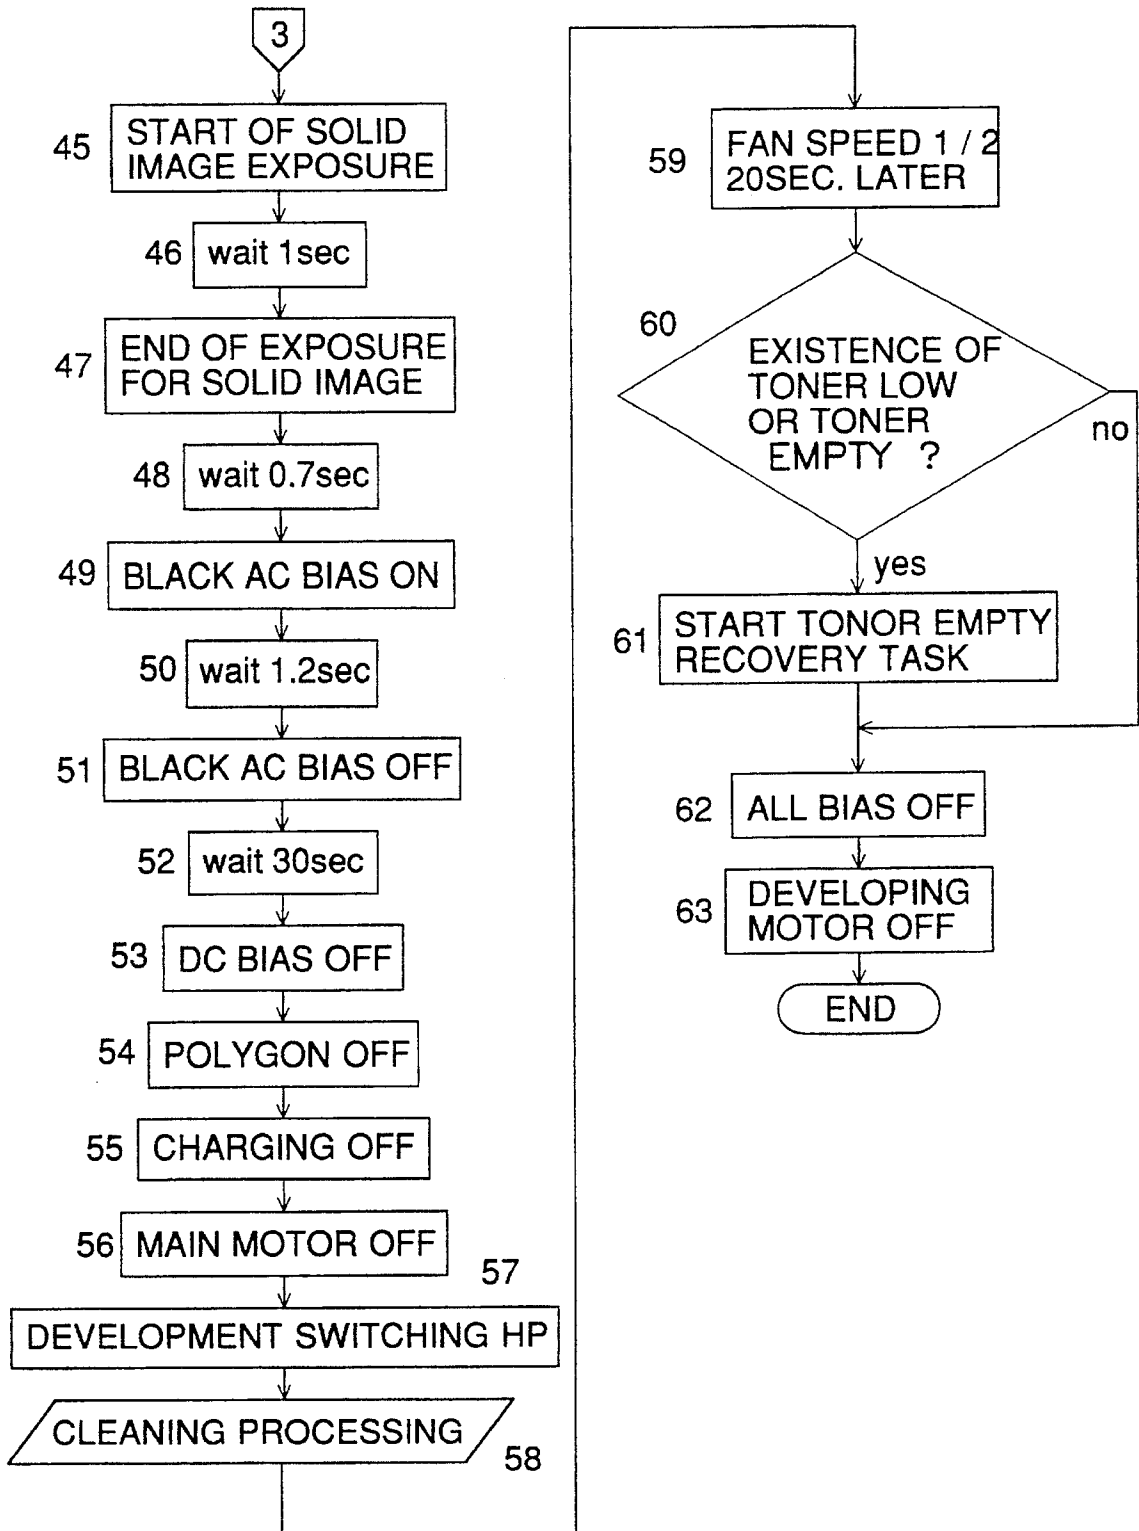 3
45
START OF SOLID
IMAGE EXPOSURE
46
wait 1sec
47
END OF EXPOSURE
FOR SOLID IMAGE
48
wait 0.7sec
49
BLACK AC BIAS ON
50
wait 1.2sec
51
BLACK AC BIAS OFF
52
wait 30sec
53
DC BIAS OFF
54
POLYGON OFF
55
CHARGING OFF
56
MAIN MOTOR OFF
57
DEVELOPMENT SWITCHING HP
CLEANING PROCESSING
58
59
FAN SPEED 1 / 2
20SEC. LATER
60
EXISTENCE OF
TONER LOW
OR TONER
EMPTY ?
no
yes
61
START TONOR EMPTY
RECOVERY TASK
62
ALL BIAS OFF
63
DEVELOPING
MOTOR OFF
END